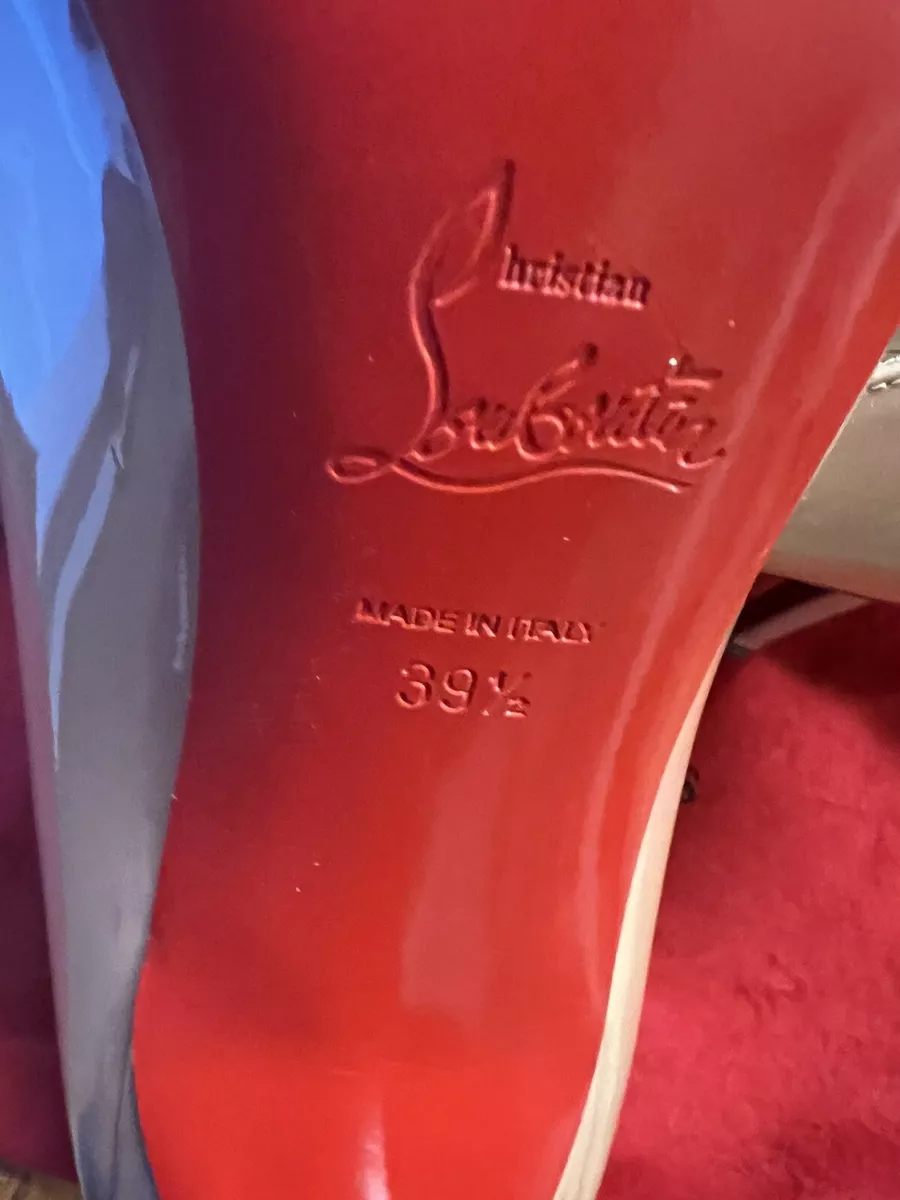 Christian
Louboutin
MADE IN ITALY
39½